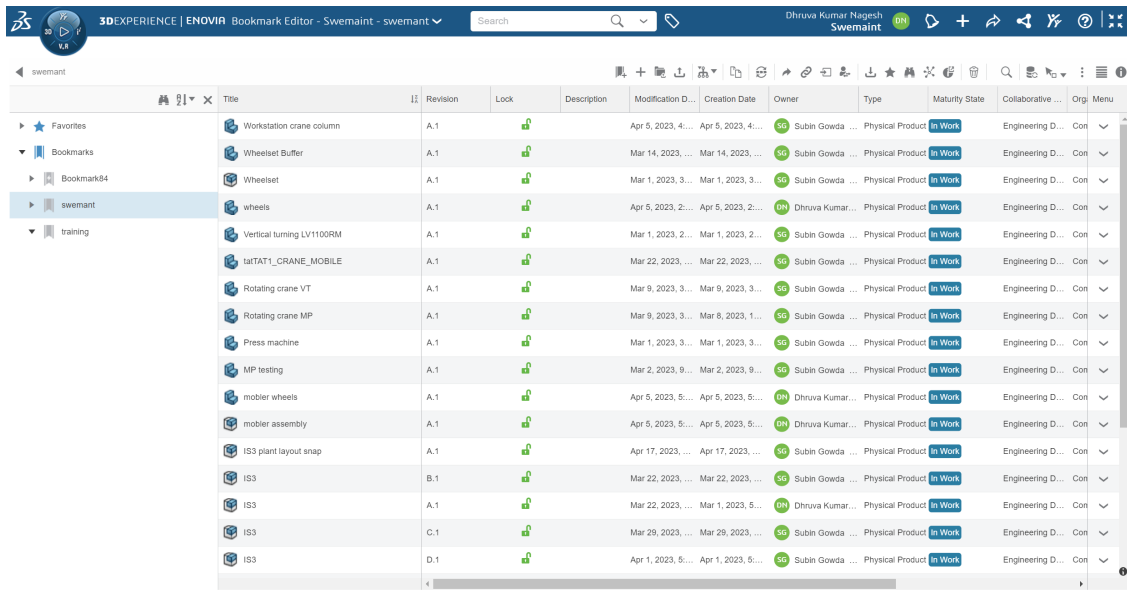 3DEXPERIENCE | ENOVIA Bookmark Editor - Swemaint - swemant
Search
Dhruva Kumar Nagesh
Swemaint
DN
3D
V.R
swemant
Title Revision Lock Description Modification D... Creation Date Owner Type Maturity State Collaborative ... Orga Menu
Favorites
Bookmarks
Bookmark84
swemant
training
Workstation crane column A.1 Apr 5, 2023, 4:... Apr 5, 2023, 4:... SG Subin Gowda ... Physical Product In Work Engineering D... Con
Wheelset Buffer A.1 Mar 14, 2023, ... Mar 14, 2023, ... SG Subin Gowda ... Physical Product In Work Engineering D... Con
Wheelset A.1 Mar 1, 2023, 3... Mar 1, 2023, 3... SG Subin Gowda ... Physical Product In Work Engineering D... Con
wheels A.1 Apr 5, 2023, 2:... Apr 5, 2023, 2:... DN Dhruva Kumar... Physical Product In Work Engineering D... Con
Vertical turning LV1100RM A.1 Mar 1, 2023, 2... Mar 1, 2023, 2... SG Subin Gowda ... Physical Product In Work Engineering D... Con
tatTAT1_CRANE_MOBILE A.1 Mar 22, 2023, ... Mar 22, 2023, ... SG Subin Gowda ... Physical Product In Work Engineering D... Con
Rotating crane VT A.1 Mar 9, 2023, 3... Mar 9, 2023, 3... SG Subin Gowda ... Physical Product In Work Engineering D... Con
Rotating crane MP A.1 Mar 9, 2023, 3... Mar 8, 2023, 1... SG Subin Gowda ... Physical Product In Work Engineering D... Con
Press machine A.1 Mar 1, 2023, 3... Mar 1, 2023, 3... SG Subin Gowda ... Physical Product In Work Engineering D... Con
MP testing A.1 Mar 2, 2023, 9... Mar 2, 2023, 9... SG Subin Gowda ... Physical Product In Work Engineering D... Con
mobler wheels A.1 Apr 5, 2023, 5:... Apr 5, 2023, 5:... DN Dhruva Kumar... Physical Product In Work Engineering D... Con
mobler assembly A.1 Apr 5, 2023, 5:... Apr 5, 2023, 5:... DN Dhruva Kumar... Physical Product In Work Engineering D... Con
IS3 plant layout snap A.1 Apr 17, 2023, ... Apr 17, 2023, ... SG Subin Gowda ... Physical Product In Work Engineering D... Con
IS3 B.1 Mar 22, 2023, ... Mar 22, 2023, ... SG Subin Gowda ... Physical Product In Work Engineering D... Con
IS3 A.1 Mar 22, 2023, ... Mar 1, 2023, 5... DN Dhruva Kumar... Physical Product In Work Engineering D... Con
IS3 C.1 Mar 29, 2023, ... Mar 29, 2023, ... SG Subin Gowda ... Physical Product In Work Engineering D... Con
IS3 D.1 Apr 1, 2023, 5:... Apr 1, 2023, 5:... SG Subin Gowda ... Physical Product In Work Engineering D... Con